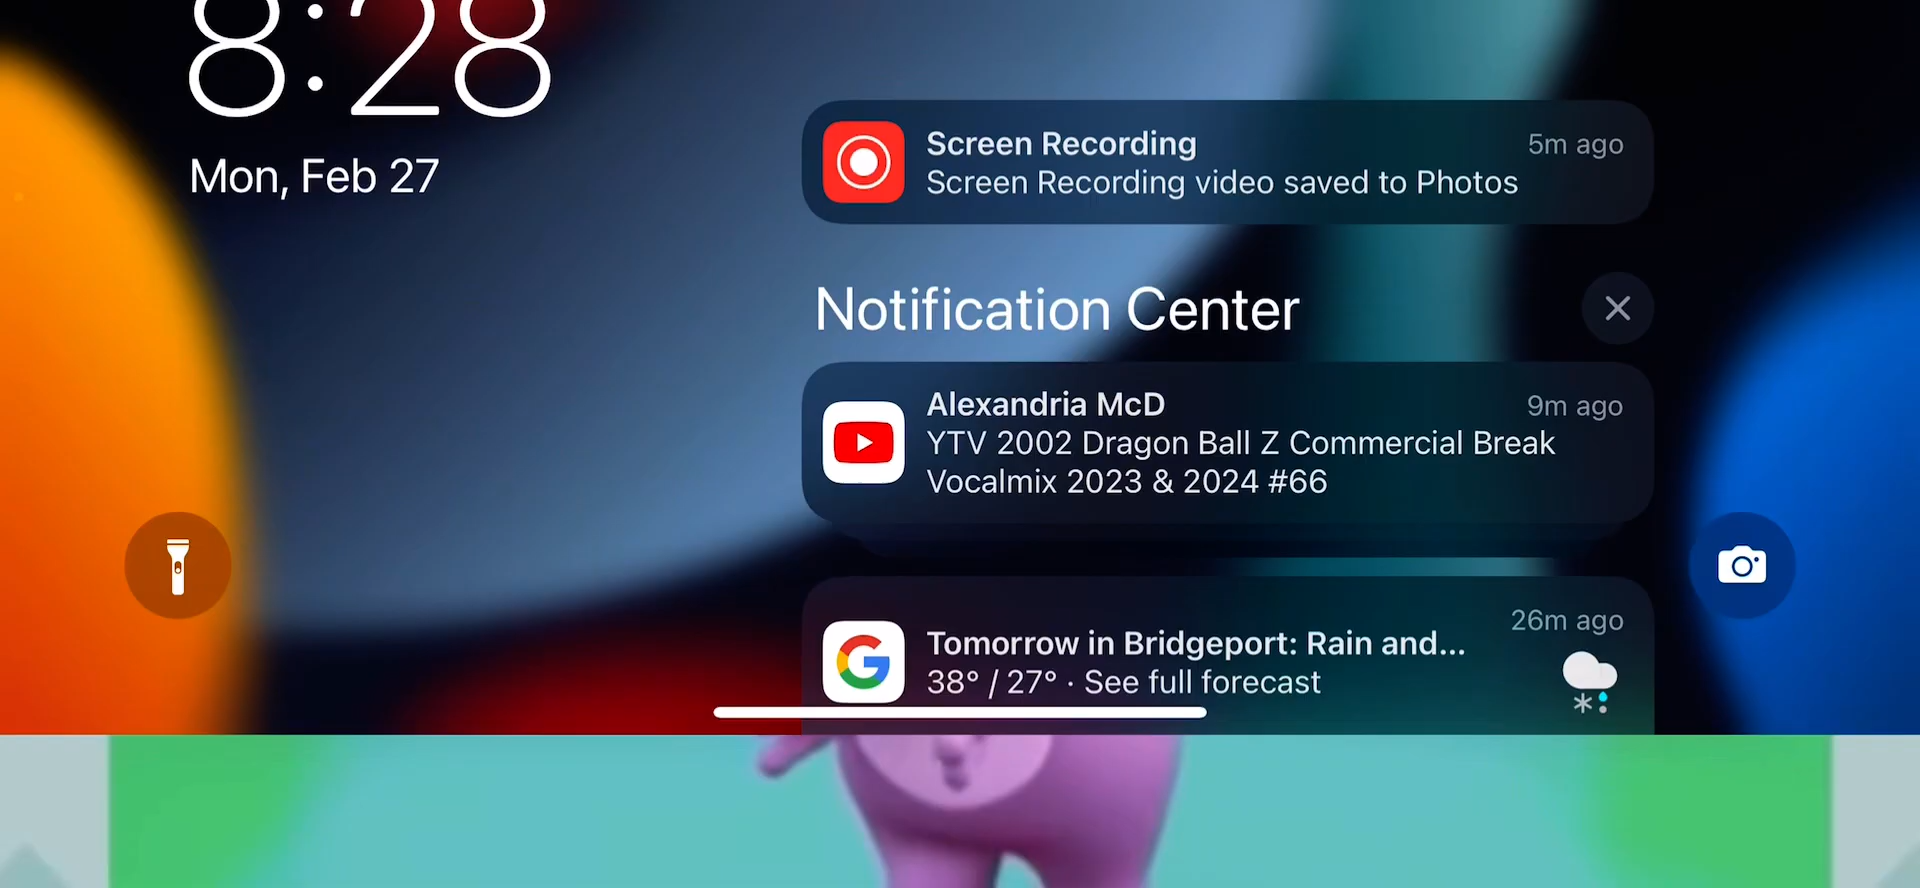 8:28
Mon, Feb 27
Screen Recording
5m ago
Screen Recording video saved to Photos
Notification Center
Alexandria McD
9m ago
YTV 2002 Dragon Ball Z Commercial Break
Vocalmix 2023 & 2024 #66
26m ago
Tomorrow in Bridgeport: Rain and...
38° / 27° · See full forecast